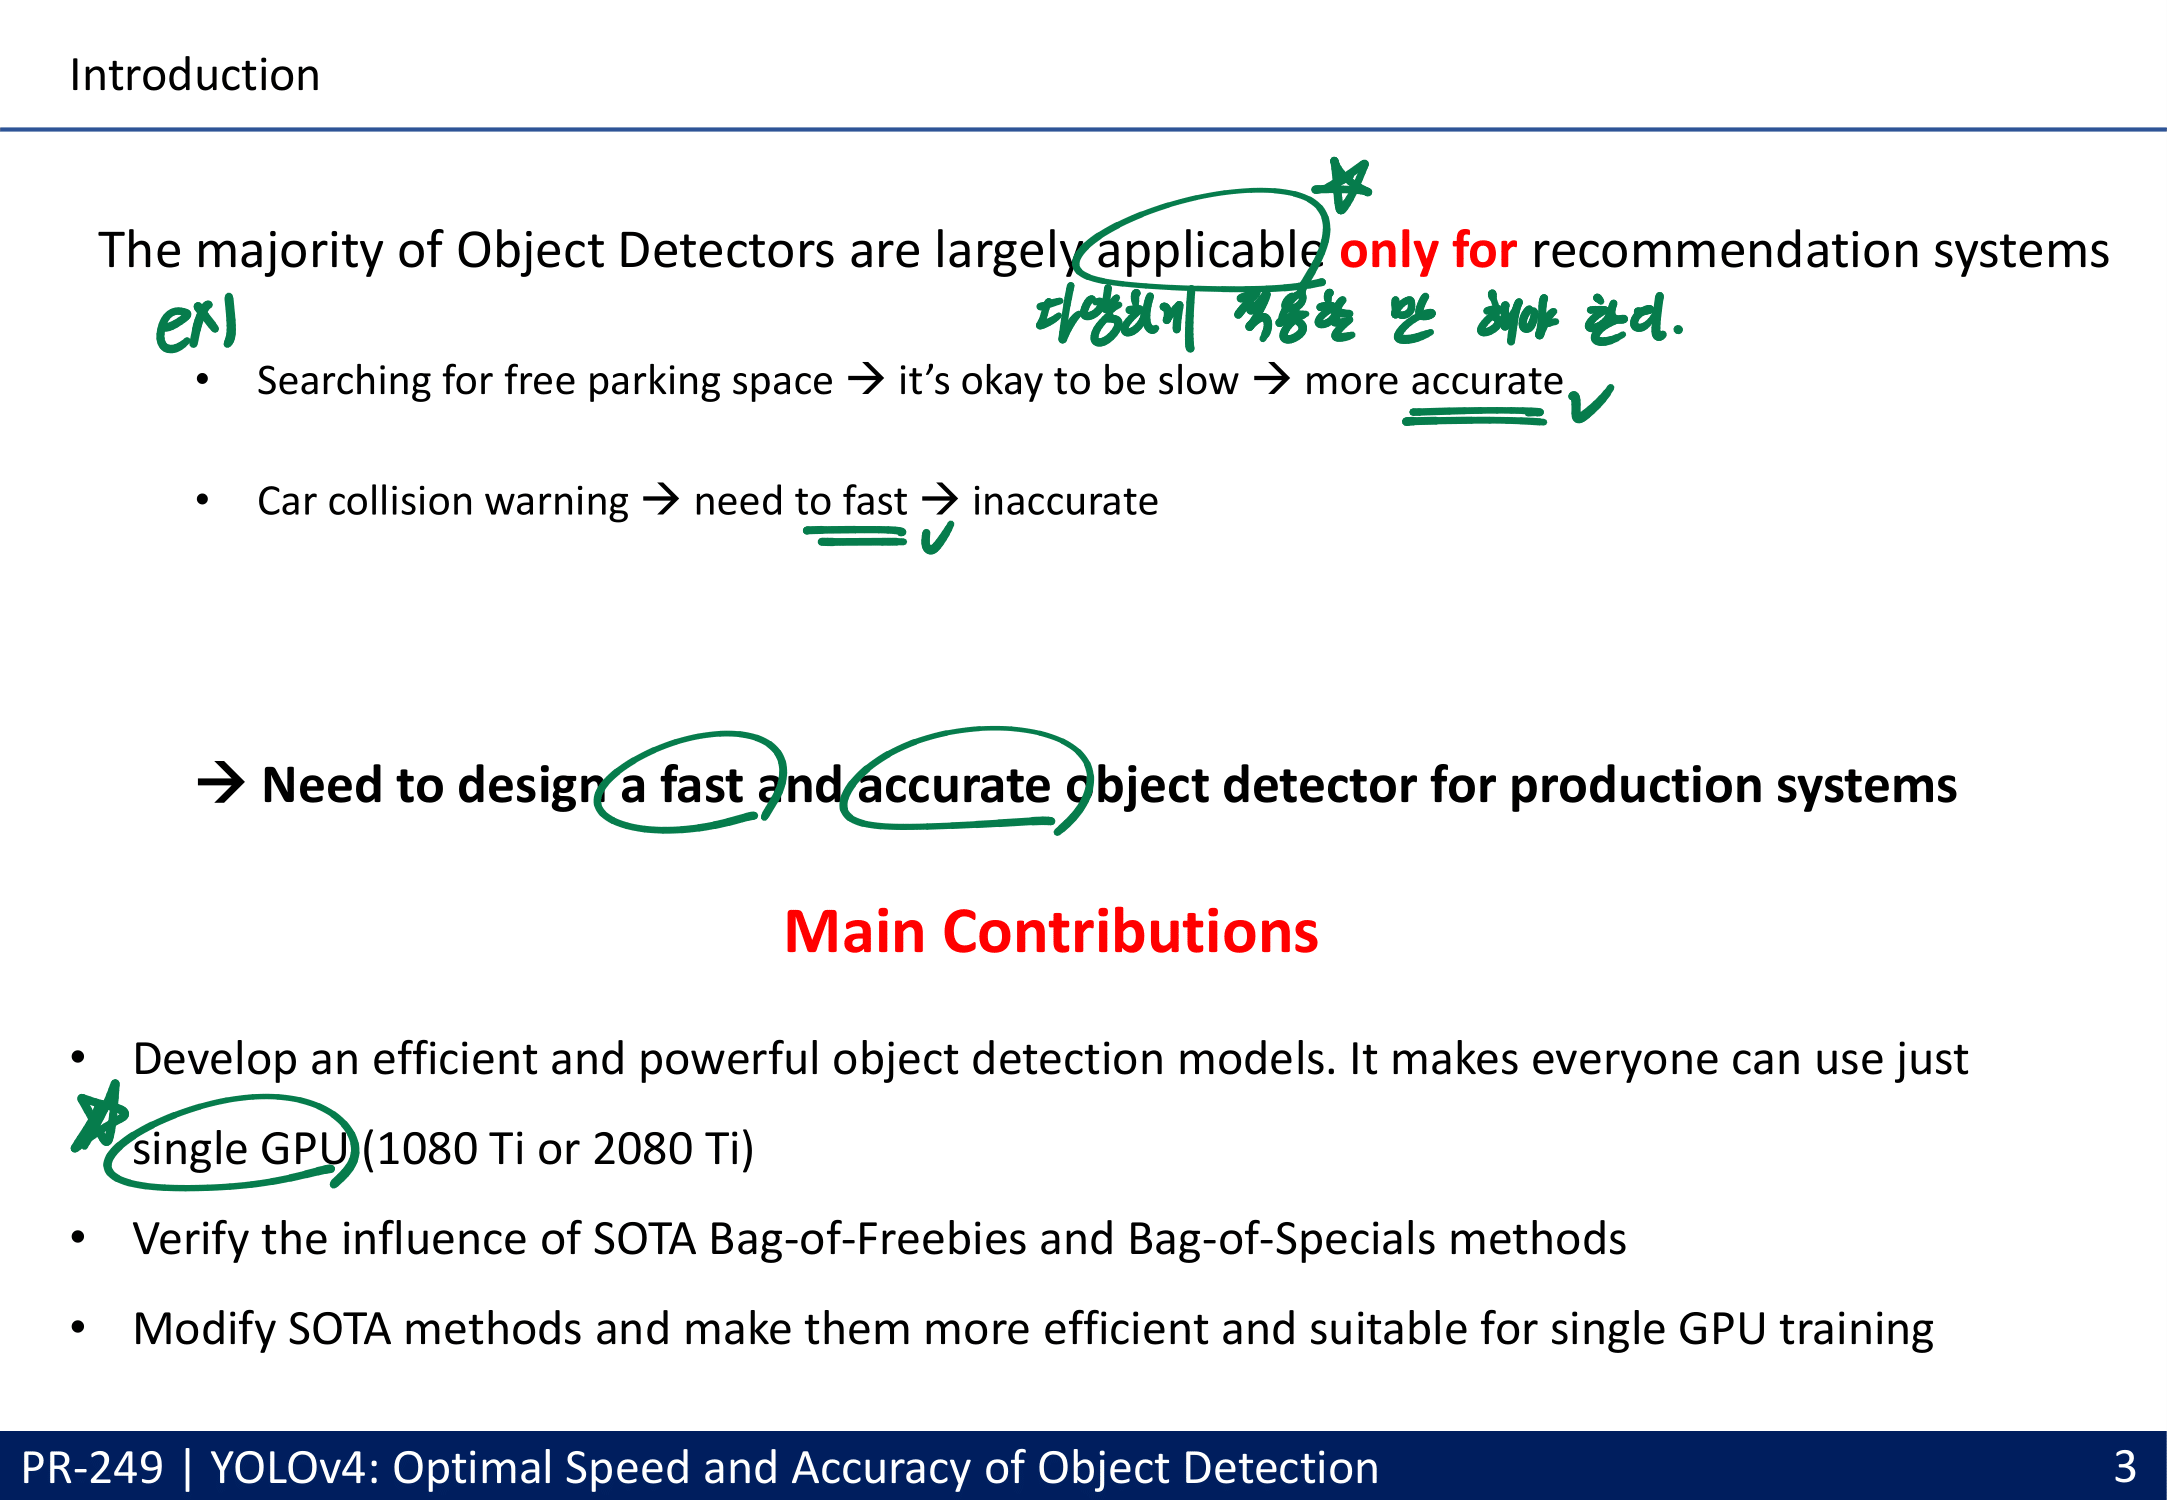 Introduction
The majority of Object Detectors are largely applicable only for recommendation systems
ex)
다양하게 적용할 만 해야 한다.
• Searching for free parking space → it’s okay to be slow → more accurate
• Car collision warning → need to fast → inaccurate
→ Need to design a fast and accurate object detector for production systems
Main Contributions
• Develop an efficient and powerful object detection models. It makes everyone can use just
single GPU (1080 Ti or 2080 Ti)
• Verify the influence of SOTA Bag-of-Freebies and Bag-of-Specials methods
• Modify SOTA methods and make them more efficient and suitable for single GPU training
PR-249 | YOLOv4: Optimal Speed and Accuracy of Object Detection 3